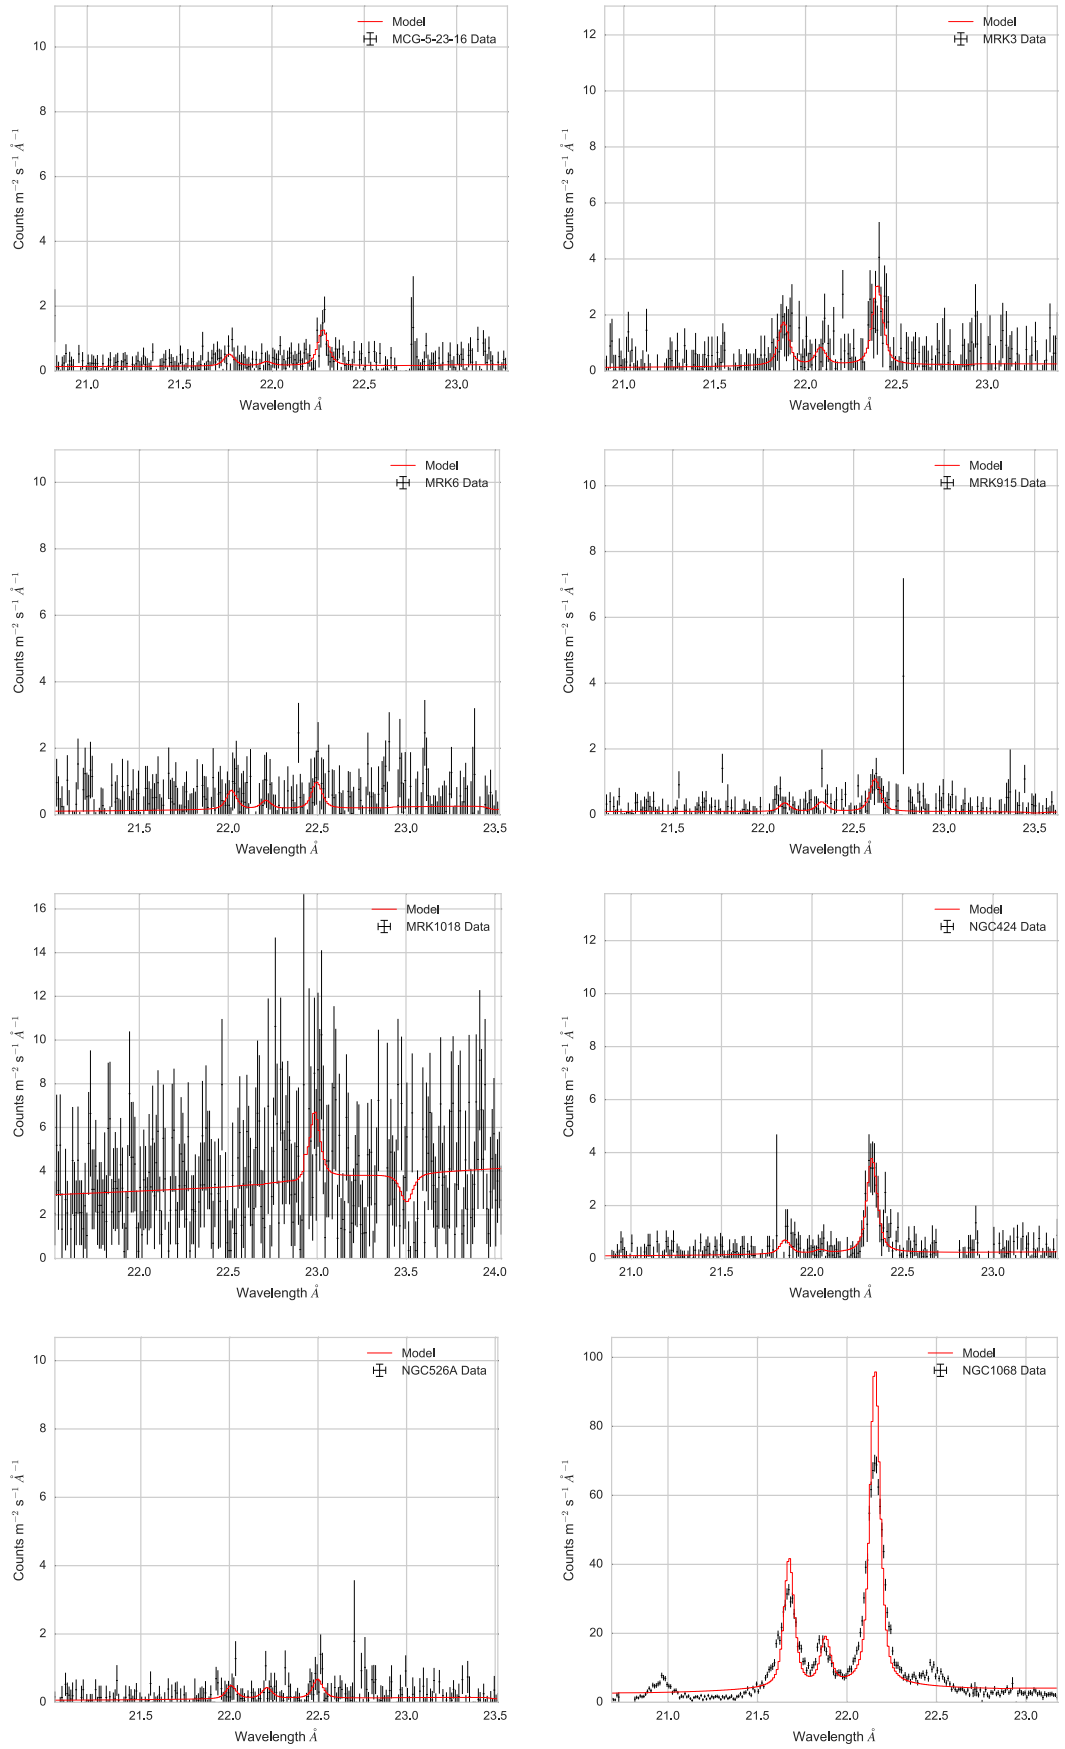 Model
MCG-5-23-16 Data
10
8
6
4
2
0
21.0 21.5 22.0 22.5 23.0
Counts m⁻² s⁻¹ Å⁻¹
Wavelength Å
Model
MRK3 Data
12
10
8
6
4
2
0
21.0 21.5 22.0 22.5 23.0
Counts m⁻² s⁻¹ Å⁻¹
Wavelength Å
Model
MRK6 Data
10
8
6
4
2
0
21.5 22.0 22.5 23.0 23.5
Counts m⁻² s⁻¹ Å⁻¹
Wavelength Å
Model
MRK915 Data
10
8
6
4
2
0
21.5 22.0 22.5 23.0 23.5
Counts m⁻² s⁻¹ Å⁻¹
Wavelength Å
Model
MRK1018 Data
16
14
12
10
8
6
4
2
0
22.0 22.5 23.0 23.5 24.0
Counts m⁻² s⁻¹ Å⁻¹
Wavelength Å
Model
NGC424 Data
12
10
8
6
4
2
0
21.0 21.5 22.0 22.5 23.0
Counts m⁻² s⁻¹ Å⁻¹
Wavelength Å
Model
NGC526A Data
10
8
6
4
2
0
21.5 22.0 22.5 23.0 23.5
Counts m⁻² s⁻¹ Å⁻¹
Wavelength Å
Model
NGC1068 Data
100
80
60
40
20
0
21.0 21.5 22.0 22.5 23.0
Counts m⁻² s⁻¹ Å⁻¹
Wavelength Å